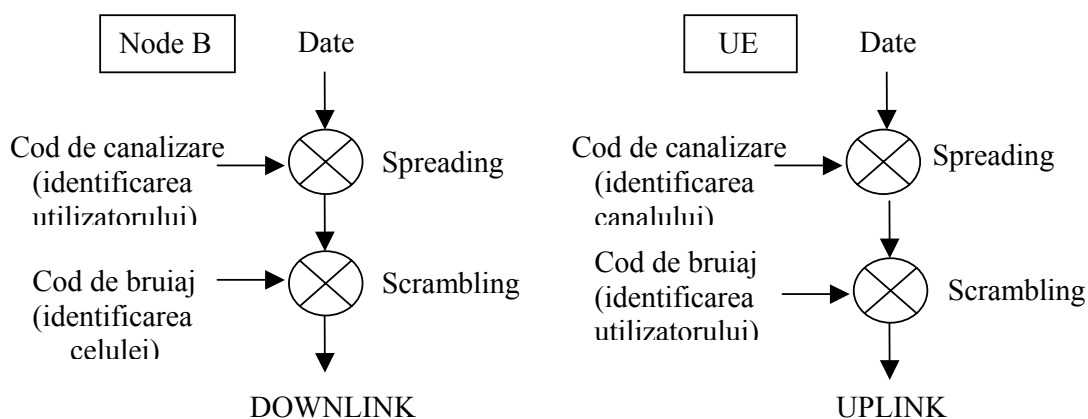 Node B
Date
Cod de canalizare
(identificarea
utilizatorului)
Spreading
Cod de bruiaj
(identificarea
celulei)
Scrambling
DOWNLINK
UE
Date
Cod de canalizare
(identificarea
canalului)
Spreading
Cod de bruiaj
(identificarea
utilizatorului)
Scrambling
UPLINK